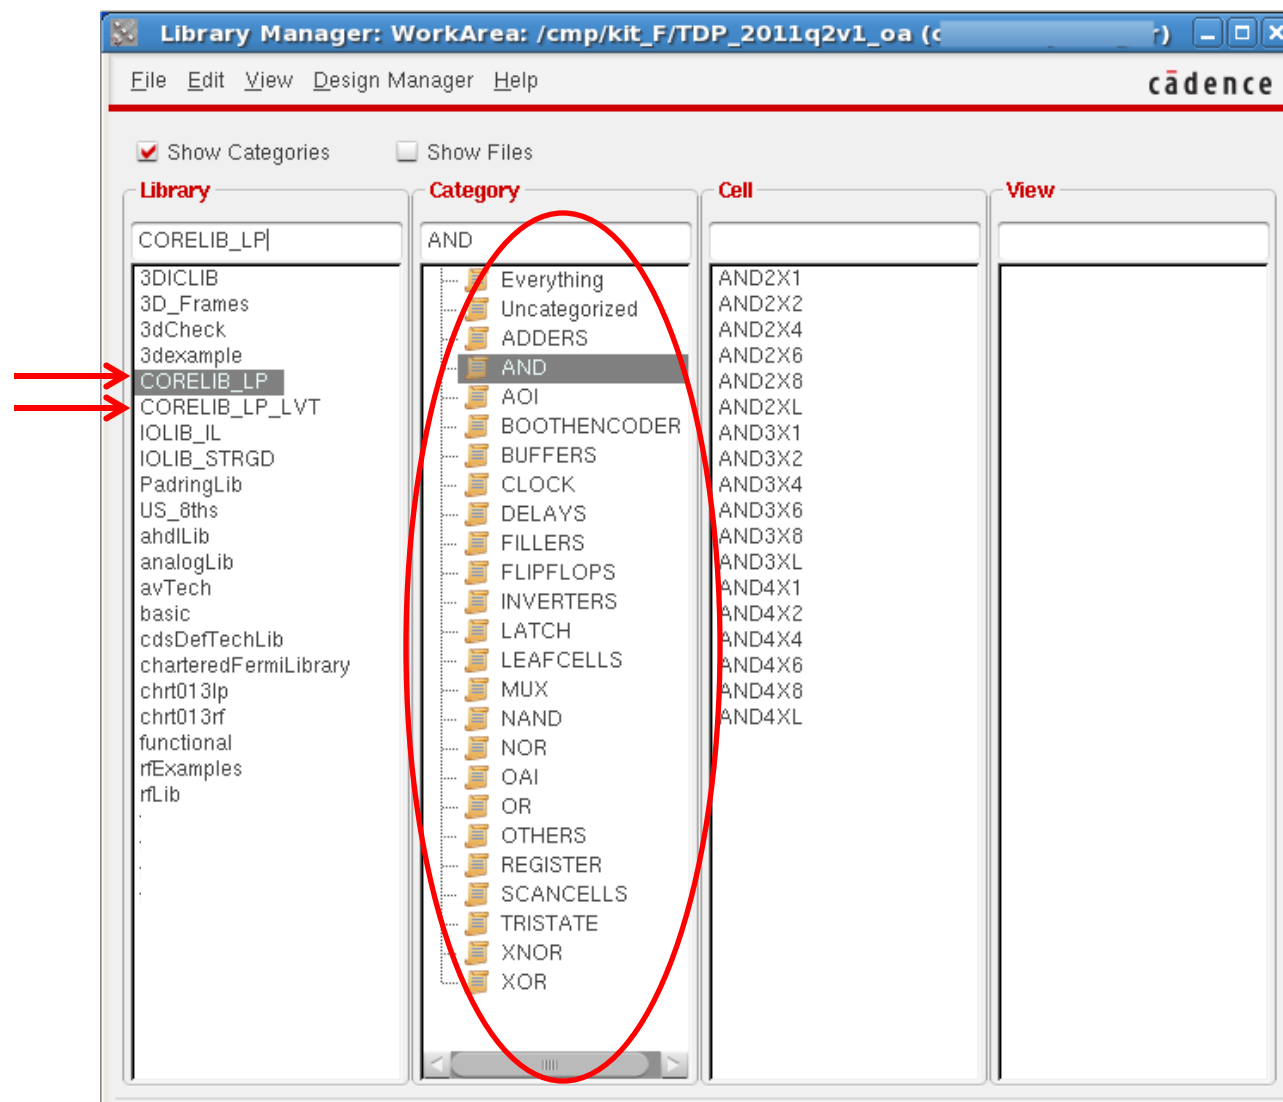 Library Manager: WorkArea: /cmp/kit_F/TDP_2011q2v1_oa (
File Edit View Design Manager Help
cādence
Show Categories
Show Files
Library
CORELIB_LP
3DICLIB
3D_Frames
3dCheck
3dexample
CORELIB_LP
CORELIB_LP_LVT
IOLIB_IL
IOLIB_STRGD
PadringLib
US_8ths
ahdlLib
analogLib
avTech
basic
cdsDefTechLib
charteredFermiLibrary
chrt013lp
chrt013rf
functional
rfExamples
rfLib
Category
AND
Everything
Uncategorized
ADDERS
AND
AOI
BOOTHENCODER
BUFFERS
CLOCK
DELAYS
FILLERS
FLIPFLOPS
INVERTERS
LATCH
LEAFCELLS
MUX
NAND
NOR
OAI
OR
OTHERS
REGISTER
SCANCELLS
TRISTATE
XNOR
XOR
Cell
AND2X1
AND2X2
AND2X4
AND2X6
AND2X8
AND2XL
AND3X1
AND3X2
AND3X4
AND3X6
AND3X8
AND3XL
AND4X1
AND4X2
AND4X4
AND4X6
AND4X8
AND4XL
View